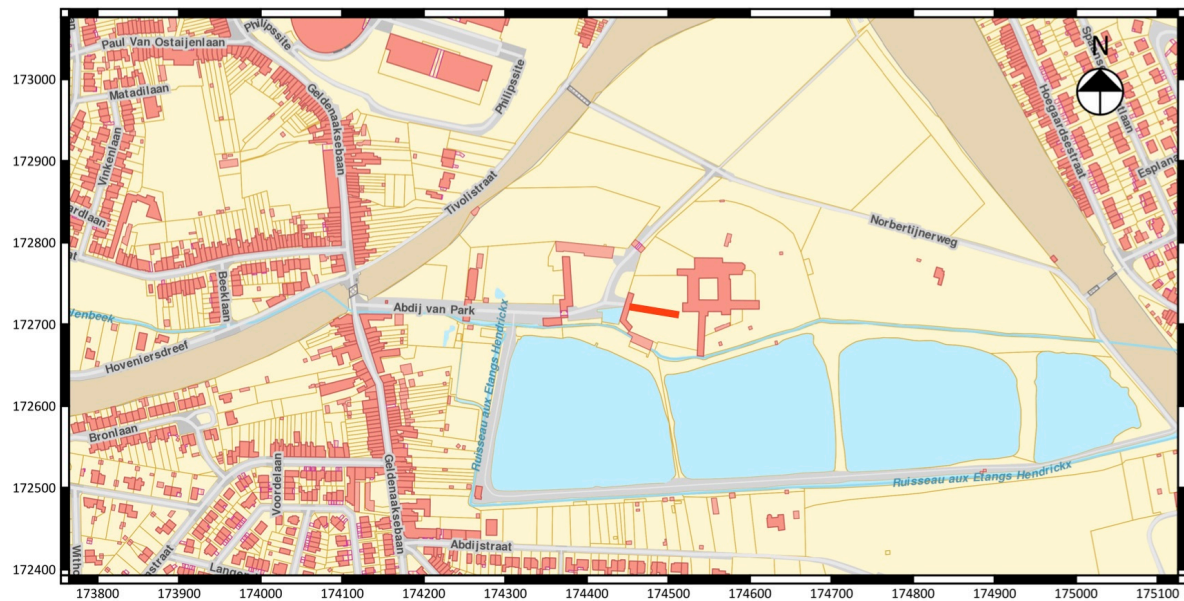 Paul Van Ostaijenlaan
Philipssite
Philipssite
N
Matadilaan
Geldenaaksebaan
Hoegaardsestraat
Vinkenlaan
Tivolistraat
Norbertijnerweg
Beeklaan
Abdij van Park
Hoveniersdreef
Ruisseau aux Etangs Hendrickx
Bronlaan
Voordelaan
Geldenaaksebaan
Ruisseau aux Etangs Hendrickx
Abdijstraat
173000
172900
172800
172700
172600
172500
172400
173800
173900
174000
174100
174200
174300
174400
174500
174600
174700
174800
174900
175000
175100